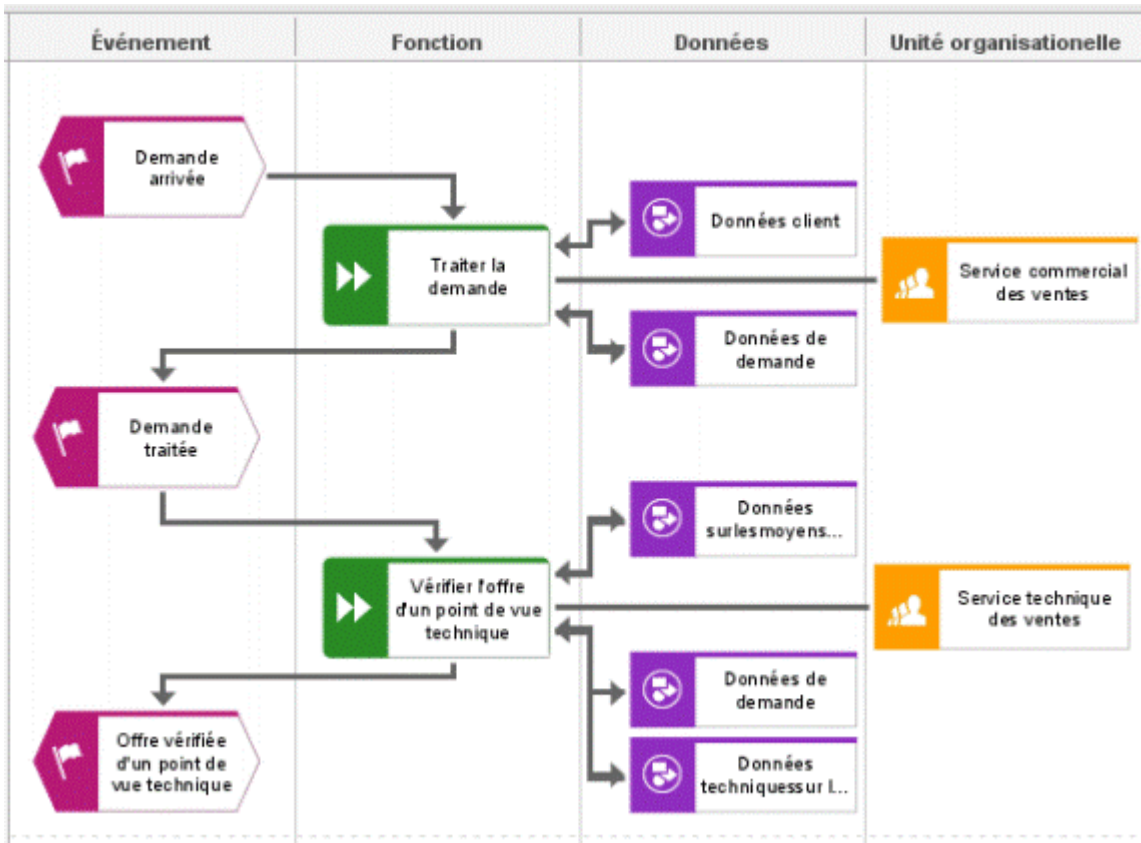 Événement
Fonction
Données
Unité organisationelle
Demande
arrivée
Données client
Traiter la
demande
Service commercial
des ventes
Données de
demande
Demande
traitée
Données
surlesmoyens...
Vérifier l'offre
d'un point de vue
technique
Service technique
des ventes
Données de
demande
Offre vérifiée
d'un point de
vue technique
Données
techniquessur l...